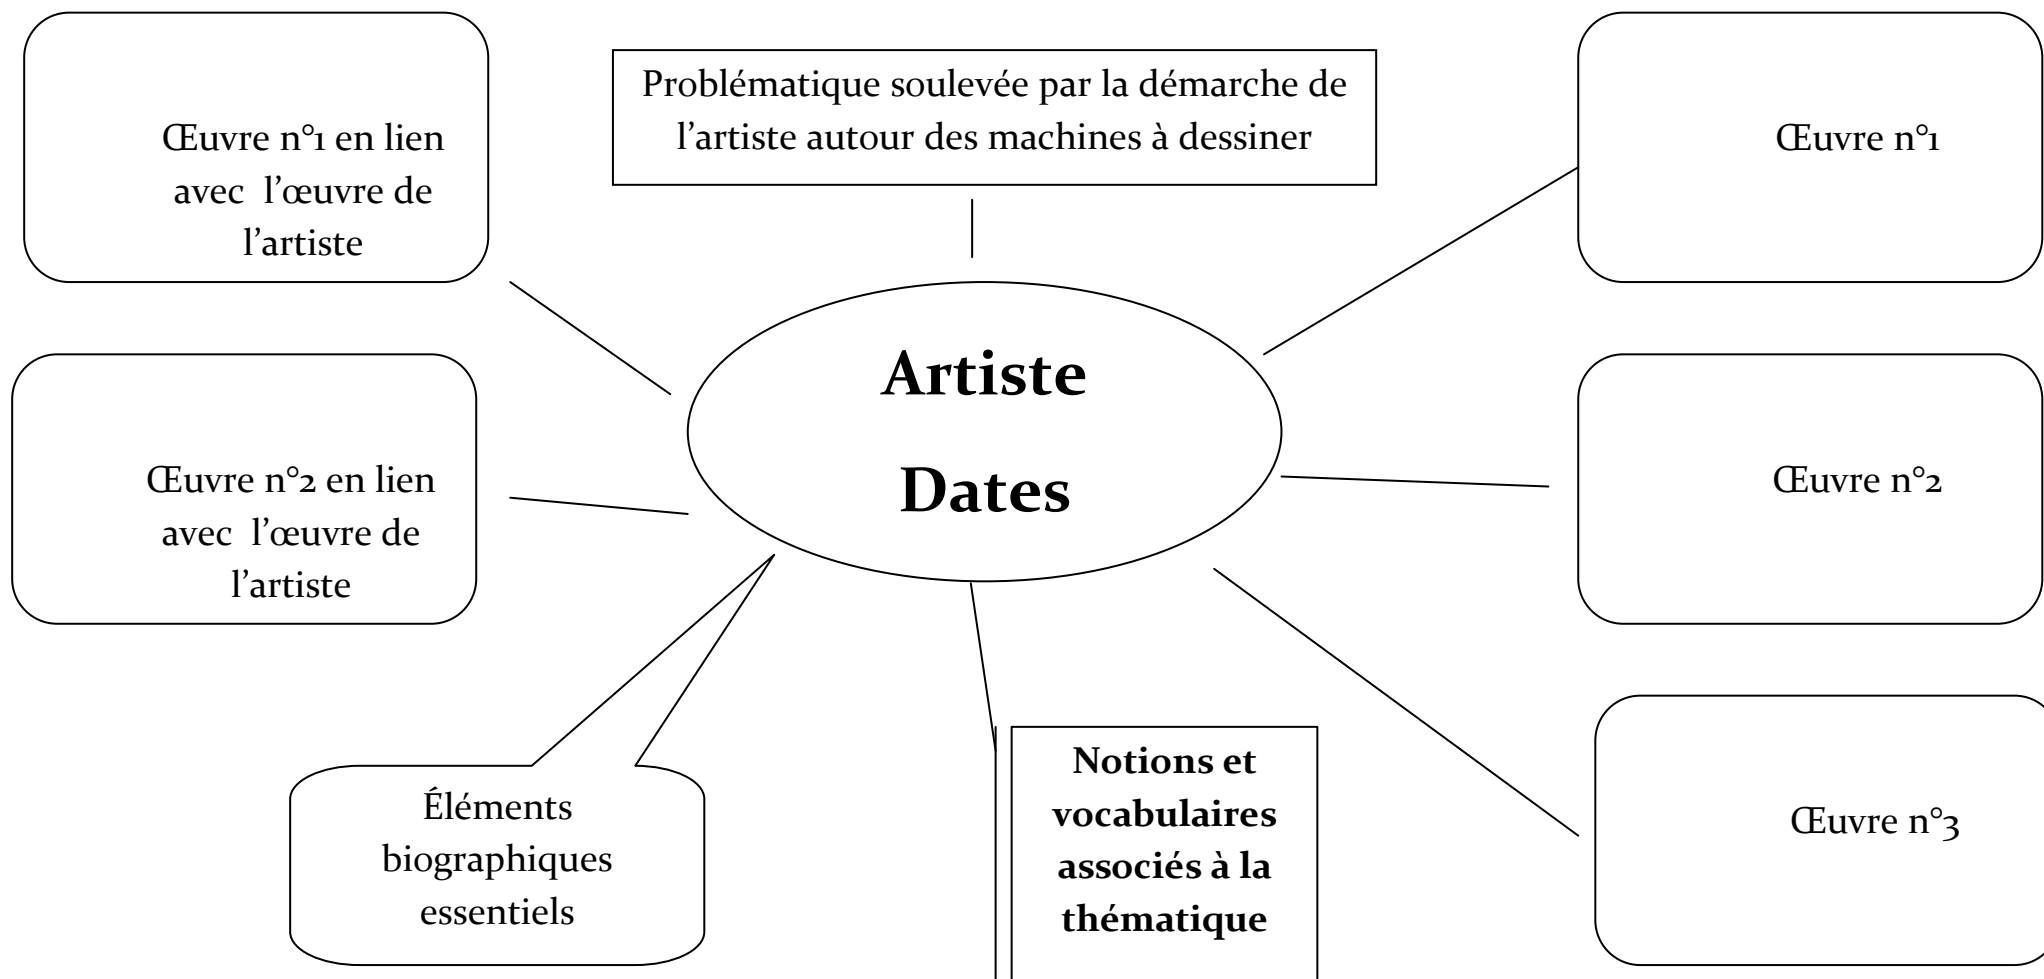 Œuvre n°1 en lien
avec l’œuvre de
l’artiste
Problématique soulevée par la démarche de
l’artiste autour des machines à dessiner
Œuvre n°1
Artiste
Dates
Œuvre n°2 en lien
avec l’œuvre de
l’artiste
Œuvre n°2
Éléments
biographiques
essentiels
Notions et
vocabulaires
associés à la
thématique
Œuvre n°3